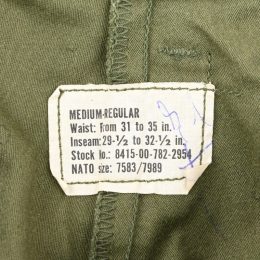 MEDIUM-REGULAR
Waist: from 31 to 35 in.
Inseam: 29-½ to 32-½ in.
Stock lo.: 8415-00-782-2954
NATO size: 7583/7989